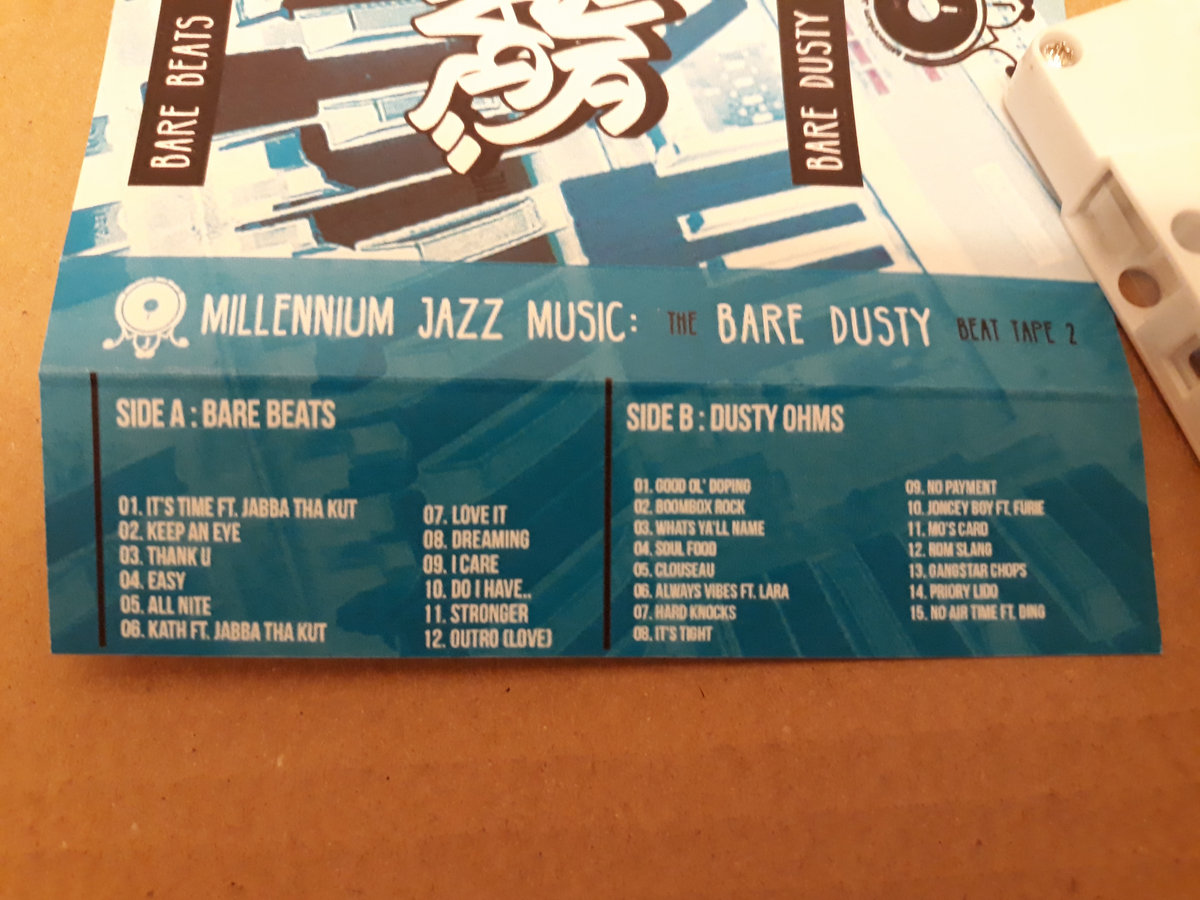 BARE BEATS
BARE DUSTY
MILLENNIUM JAZZ MUSIC: THE BARE DUSTY BEAT TAPE 2
SIDE A : BARE BEATS
01. IT'S TIME FT. JABBA THA KUT
02. KEEP AN EYE
03. THANK U
04. EASY
05. ALL NITE
06. KATH FT. JABBA THA KUT
07. LOVE IT
08. DREAMING
09. I CARE
10. DO I HAVE..
11. STRONGER
12. OUTRO (LOVE)
SIDE B : DUSTY OHMS
01. GOOD OL' DOPING
02. BOOMBOX ROCK
03. WHATS YA'LL NAME
04. SOUL FOOD
05. CLOUSEAU
06. ALWAYS VIBES FT. LARA
07. HARD KNOCKS
08. IT'S TIGHT
09. NO PAYMENT
10. JONCEY BOY FT. FURIE
11. MO'S CARD
12. ROM SLANG
13. GANGSTAR CHOPS
14. PRIORY LIDO
15. NO AIR TIME FT. DING